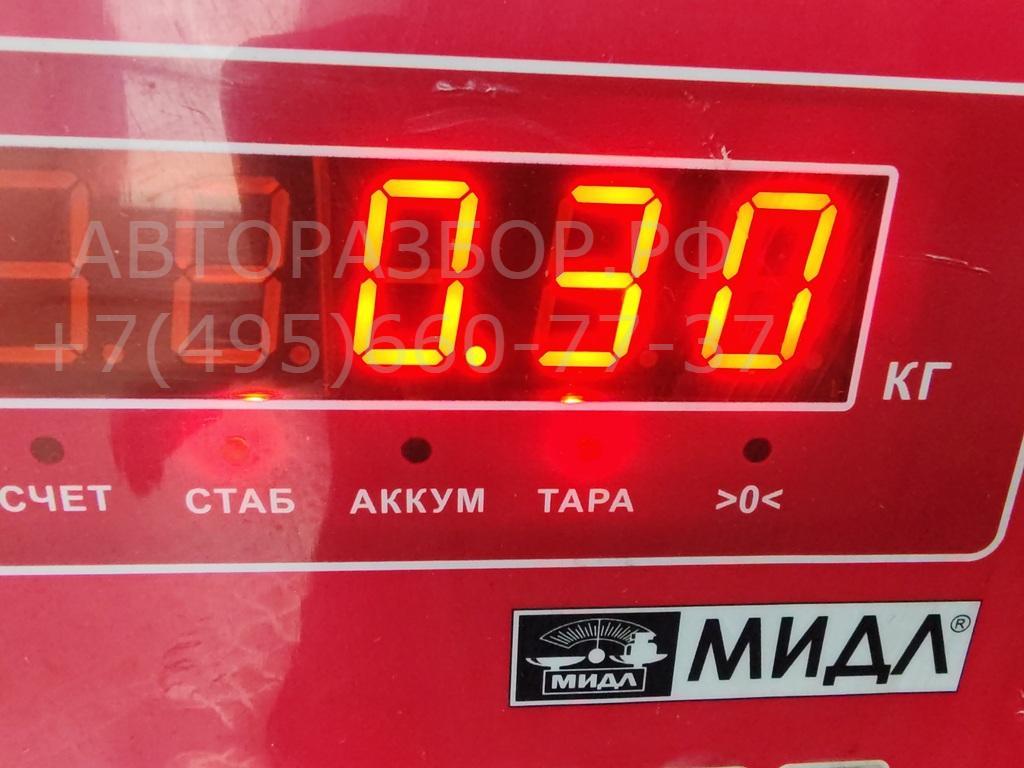 0.30
АВТОРАЗБОР.РФ
+7(495)660-77-37
КГ
СЧЕТ СТАБ АККУМ ТАРА >0<
МИДЛ МИДЛ®